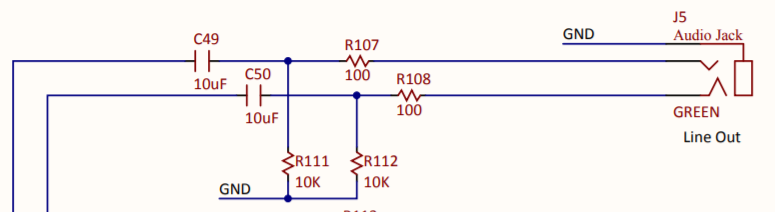 J5
GND
Audio Jack
C49
R107
10uF
C50
100
R108
10uF
100
GREEN
Line Out
R111
R112
10K
10K
GND